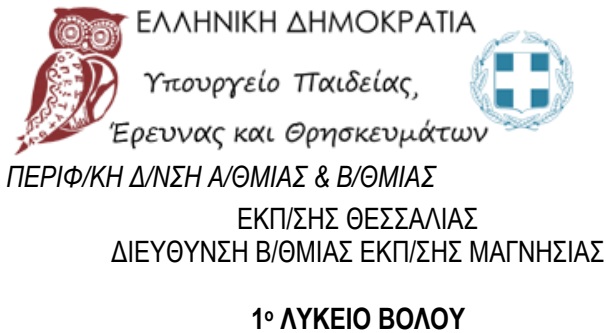 ΕΛΛΗΝΙΚΗ ΔΗΜΟΚΡΑΤΙΑ
Υπουργείο Παιδείας,
Έρευνας και Θρησκευμάτων
ΠΕΡΙΦ/ΚΗ Δ/ΝΣΗ Α/ΘΜΙΑΣ & Β/ΘΜΙΑΣ
ΕΚΠ/ΣΗΣ ΘΕΣΣΑΛΙΑΣ
ΔΙΕΥΘΥΝΣΗ Β/ΘΜΙΑΣ ΕΚΠ/ΣΗΣ ΜΑΓΝΗΣΙΑΣ
1ο ΛΥΚΕΙΟ ΒΟΛΟΥ